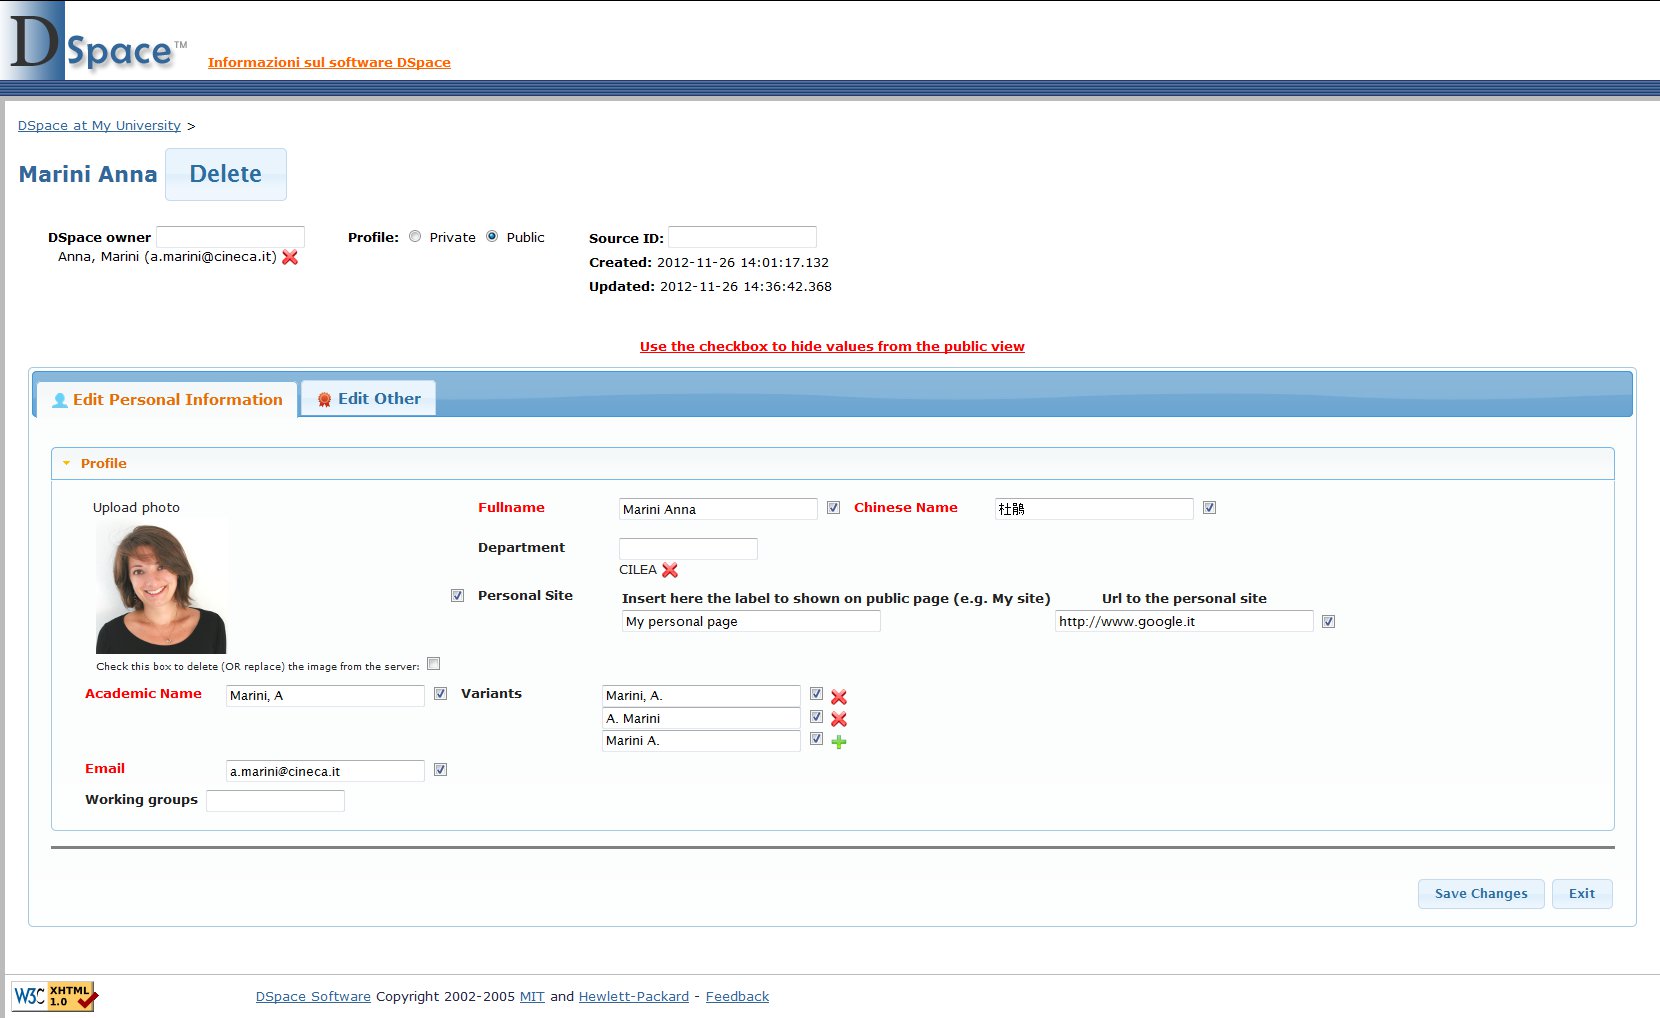 DSpace™
Informazioni sul software DSpace
DSpace at My University >
Marini Anna Delete
DSpace owner
Anna, Marini (a.marini@cineca.it)
Profile: Private Public
Source ID:
Created: 2012-11-26 14:01:17.132
Updated: 2012-11-26 14:36:42.368
Use the checkbox to hide values from the public view
Edit Personal Information Edit Other
Profile
Upload photo
Fullname Marini Anna Chinese Name 杜鹃
Department
CILEA
Personal Site Insert here the label to shown on public page (e.g. My site) Url to the personal site
My personal page http://www.google.it
Check this box to delete (OR replace) the image from the server:
Academic Name Marini, A Variants Marini, A.
A. Marini
Marini A.
Email a.marini@cineca.it
Working groups
Save Changes Exit
W3C XHTML 1.0
DSpace Software Copyright 2002-2005 MIT and Hewlett-Packard - Feedback